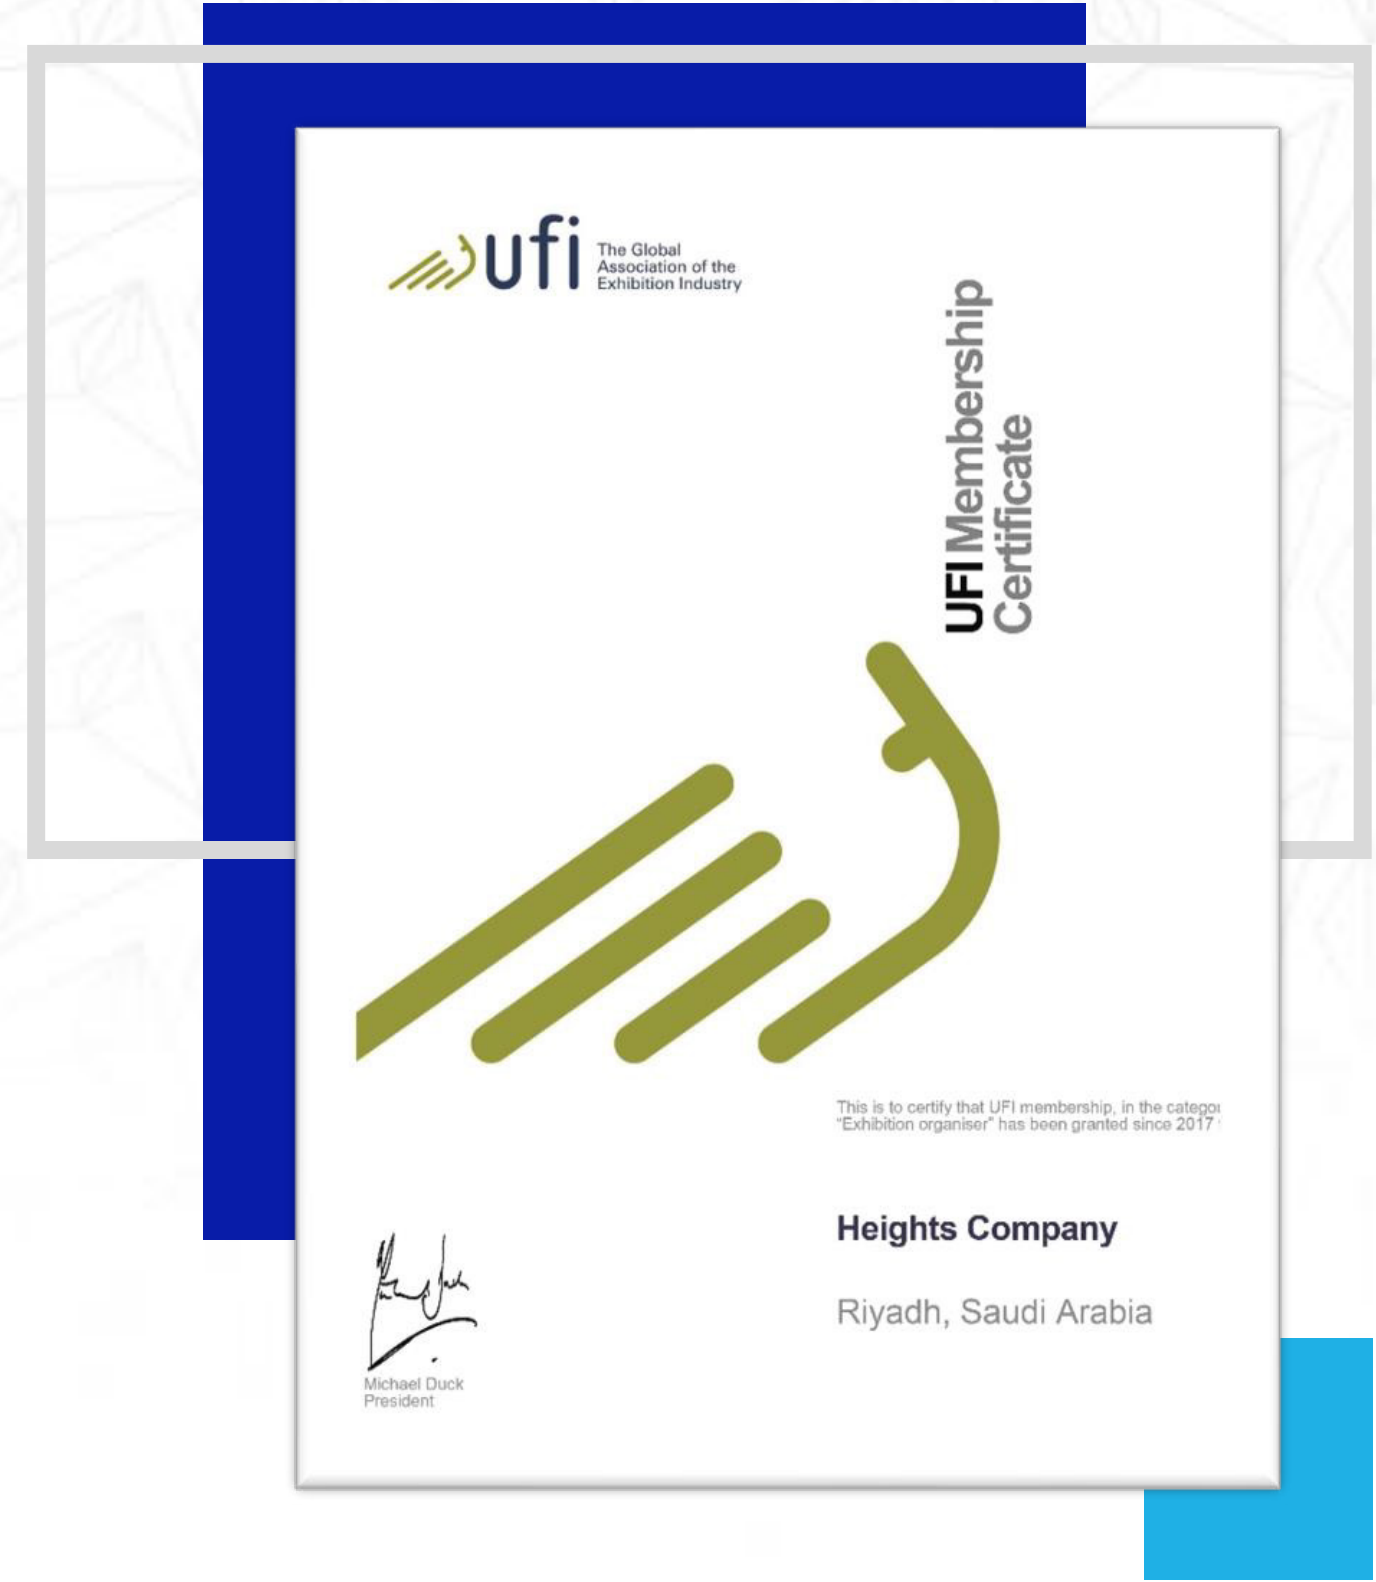 ufi
The Global
Association of the
Exhibition Industry
UFI Membership
Certificate
This is to certify that UFI membership, in the
"Exhibition organiser" has been granted since 2017
Heights Company
Riyadh, Saudi Arabia
Michael Duck
President